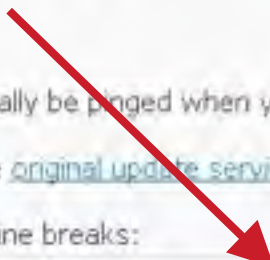 ally be pinged when y
original update servi
ine breaks: